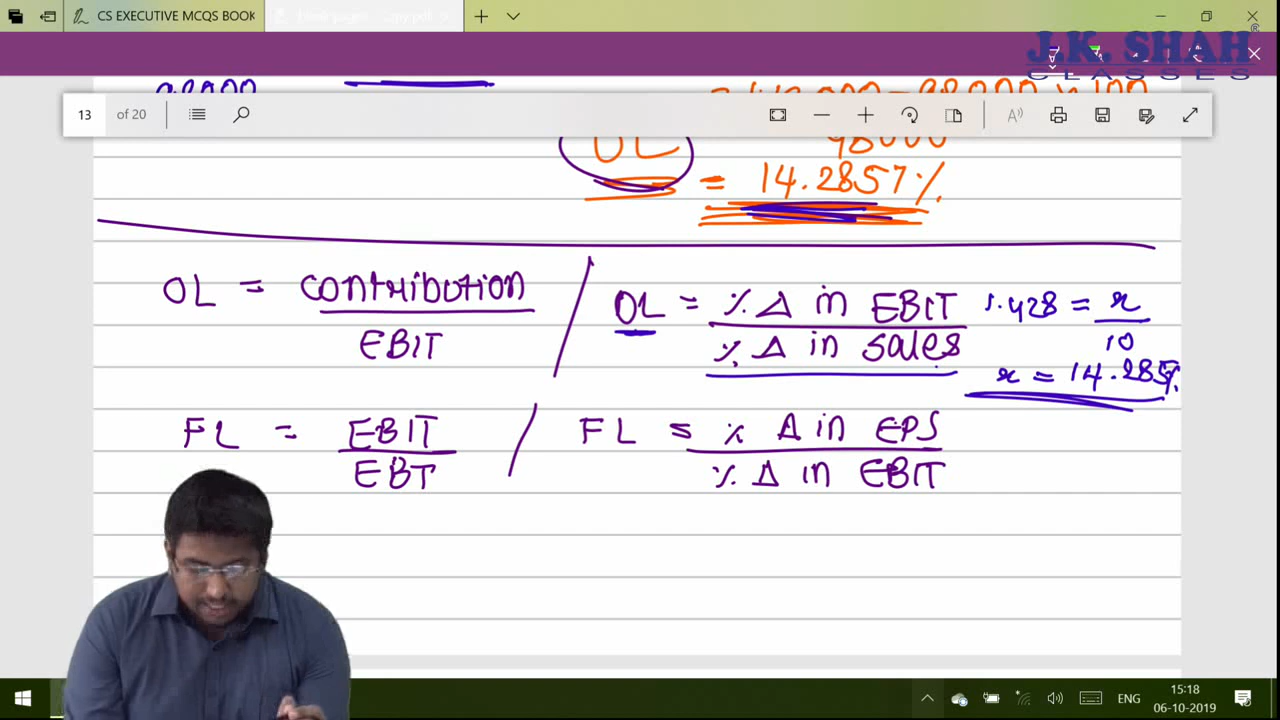 CS EXECUTIVE MCQS BOOK
J.K. SHAH®
CLASSES
13 of 20
OL
98000
= 14.2857%
OL = contribution / EBIT
OL = % Δ in EBIT / % Δ in sales
1.428 = x / 10
x = 14.285%
FL = EBIT / EBT
FL = % Δ in EPS / % Δ in EBIT
ENG
15:18
06-10-2019